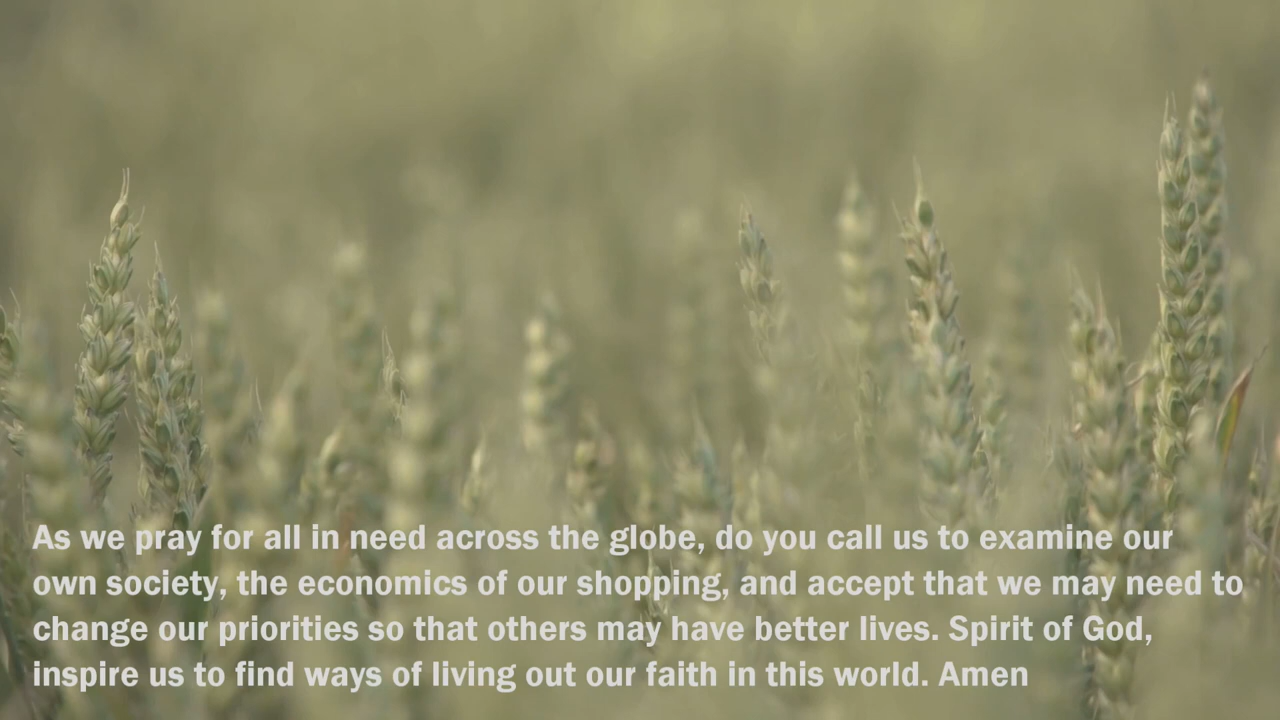 As we pray for all in need across the globe, do you call us to examine our
own society, the economics of our shopping, and accept that we may need to
change our priorities so that others may have better lives. Spirit of God,
inspire us to find ways of living out our faith in this world. Amen